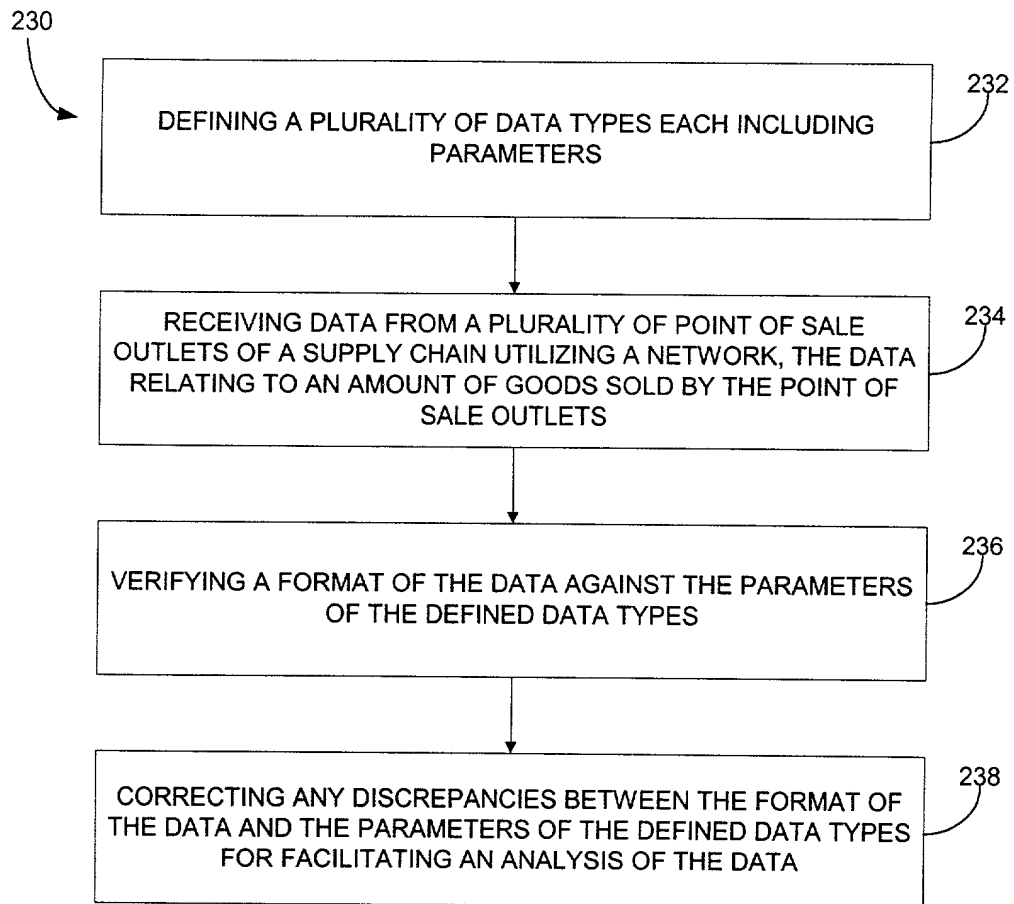 230
232
DEFINING A PLURALITY OF DATA TYPES EACH INCLUDING
PARAMETERS
234
RECEIVING DATA FROM A PLURALITY OF POINT OF SALE
OUTLETS OF A SUPPLY CHAIN UTILIZING A NETWORK, THE DATA
RELATING TO AN AMOUNT OF GOODS SOLD BY THE POINT OF
SALE OUTLETS
236
VERIFYING A FORMAT OF THE DATA AGAINST THE PARAMETERS
OF THE DEFINED DATA TYPES
238
CORRECTING ANY DISCREPANCIES BETWEEN THE FORMAT OF
THE DATA AND THE PARAMETERS OF THE DEFINED DATA TYPES
FOR FACILITATING AN ANALYSIS OF THE DATA